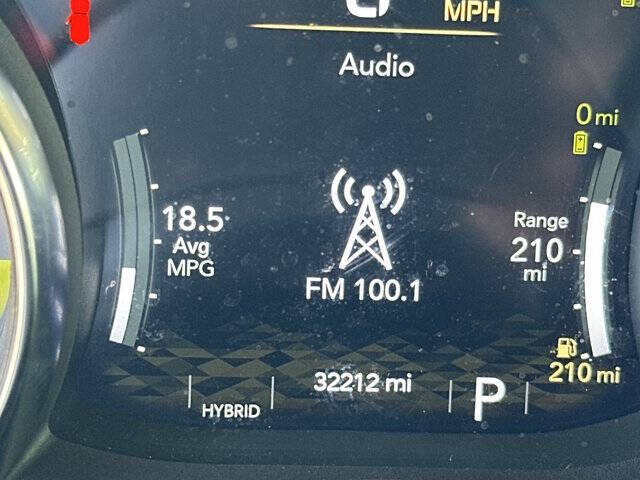 MPH
Audio
0 mi
18.5
Avg
MPG
Range
210
mi
FM 100.1
210 mi
32212 mi
HYBRID
P